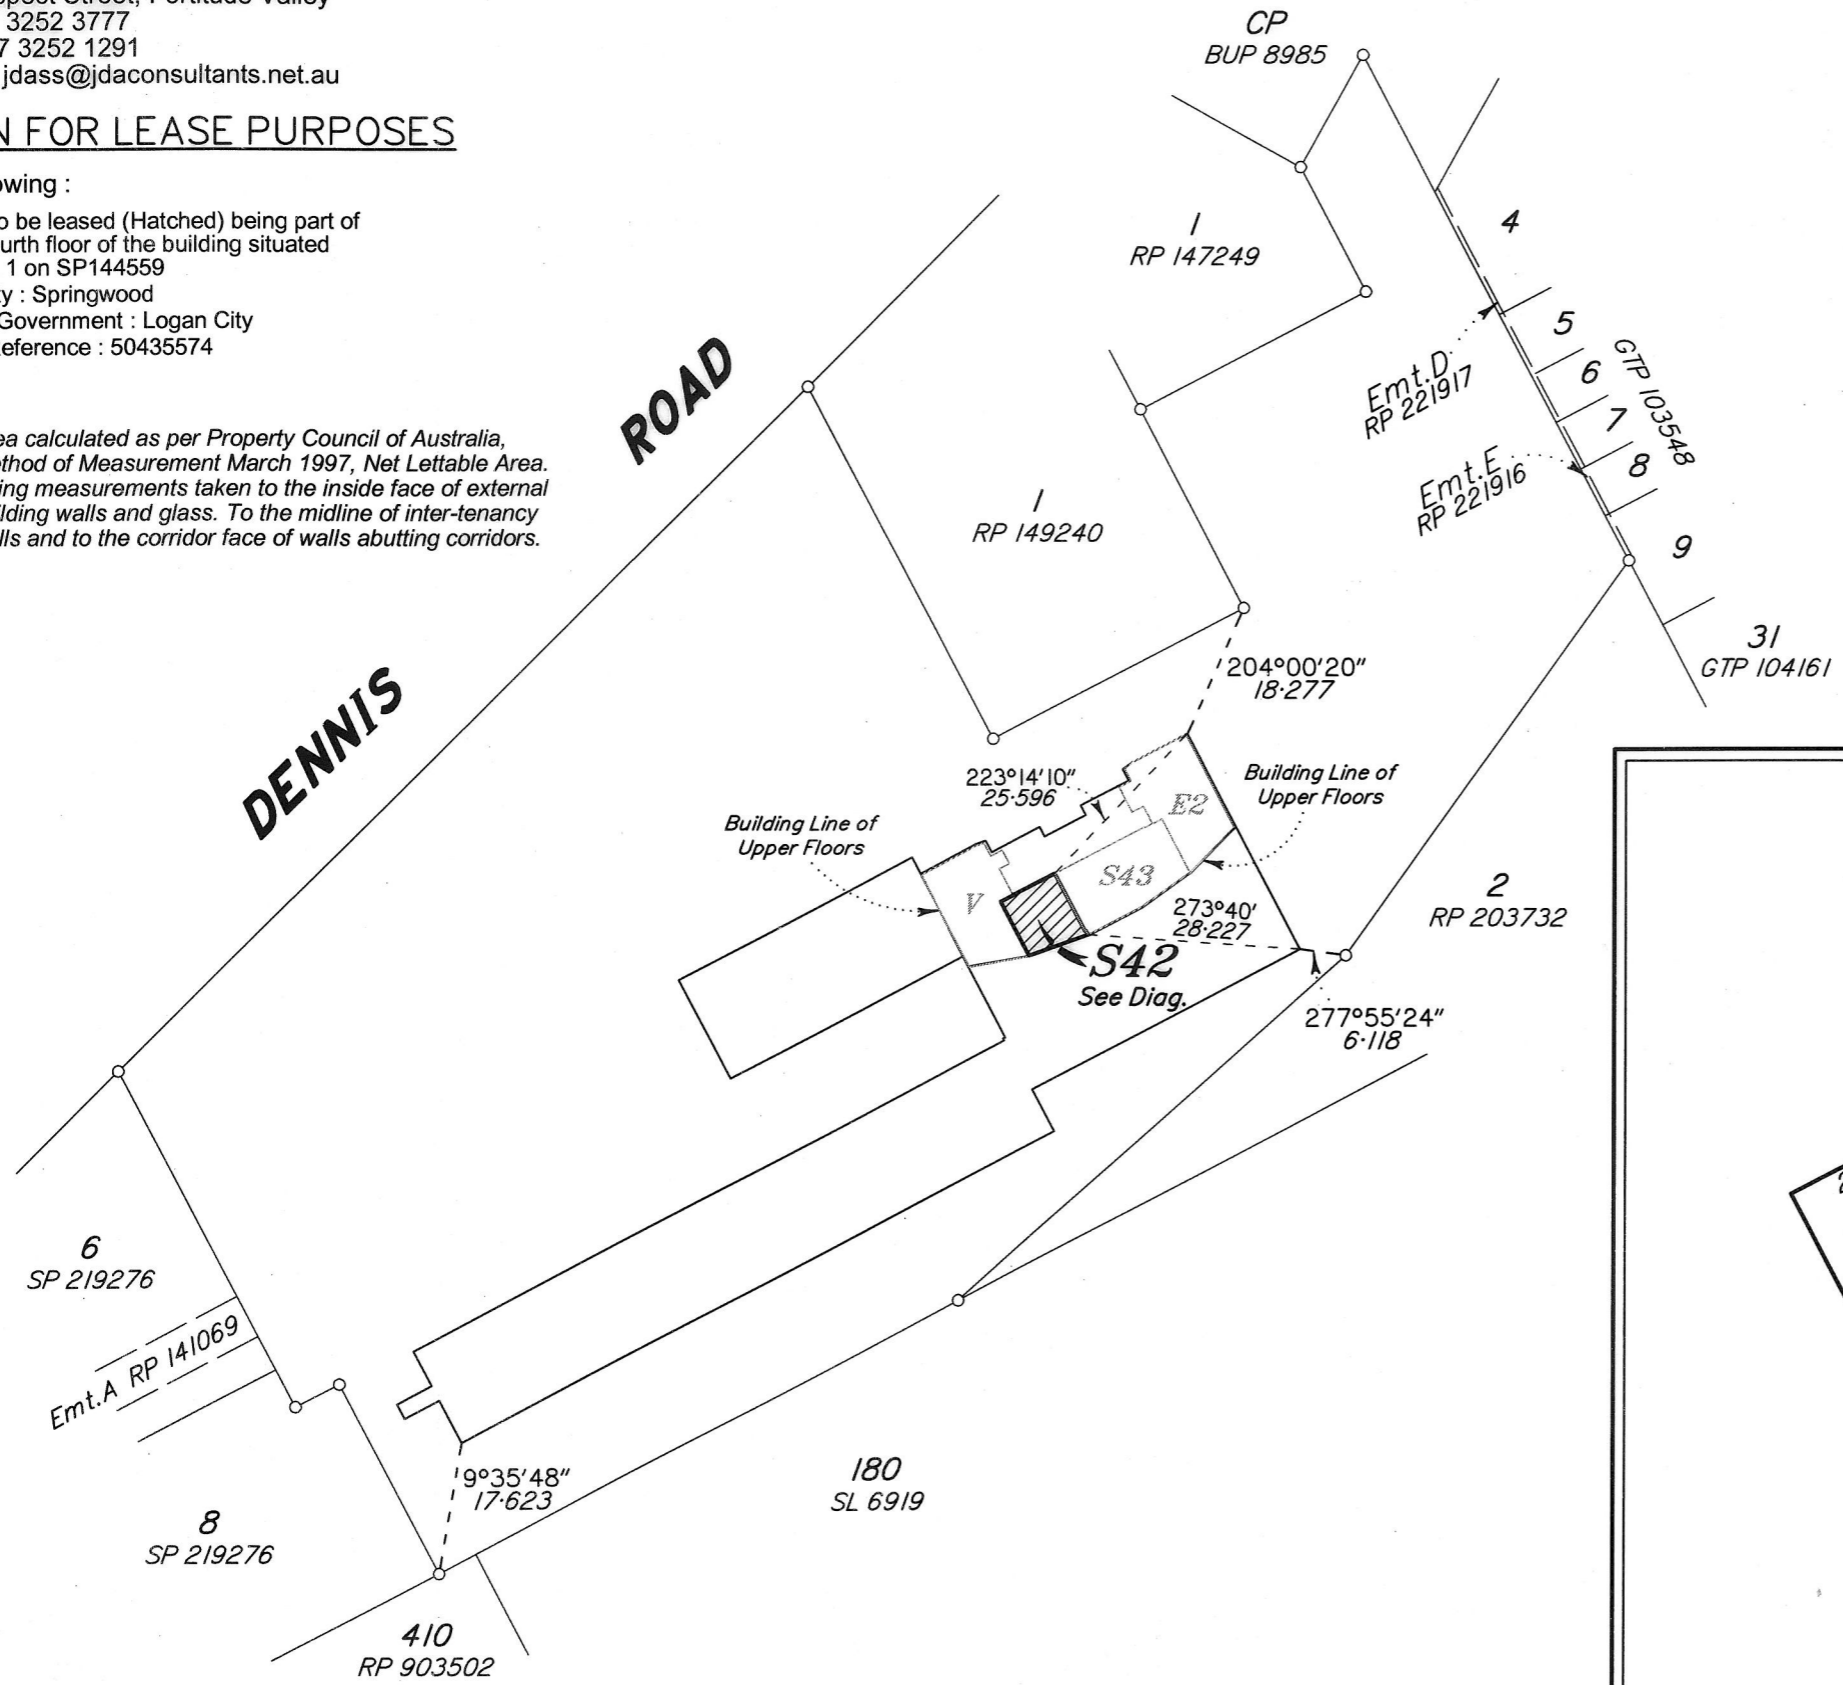 3252 3777
7 3252 1291
jdass@jdaconsultants.net.au
N FOR LEASE PURPOSES
owing :
o be leased (Hatched) being part of
urth floor of the building situated
1 on SP144559
ty : Springwood
Government : Logan City
eference : 50435574
ea calculated as per Property Council of Australia,
ethod of Measurement March 1997, Net Lettable Area.
ing measurements taken to the inside face of external
lding walls and glass. To the midline of inter-tenancy
lls and to the corridor face of walls abutting corridors.
CP
BUP 8985
1
RP 147249
4
5
6
7
8
9
GTP 103548
Emt.D
RP 221917
Emt.E
RP 221916
31
GTP 104161
ROAD
DENNIS
1
RP 149240
204°00'20"
18·277
223°14'10"
25·596
Building Line of
Upper Floors
Building Line of
Upper Floors
E2
S43
V
273°40'
28·227
S42
See Diag.
2
RP 203732
277°55'24"
6·118
6
SP 219276
Emt.A RP 141069
9°35'48"
17·623
180
SL 6919
8
SP 219276
410
RP 903502